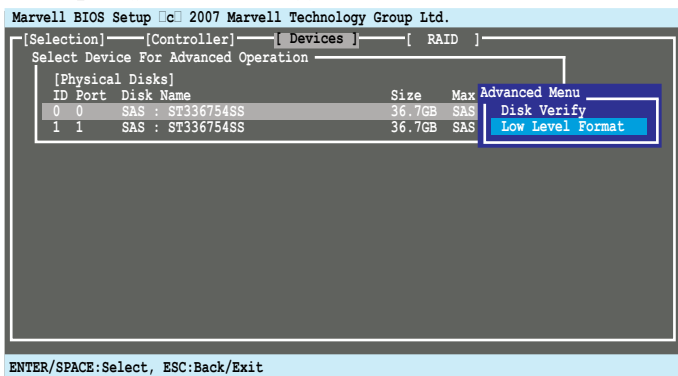 Marvell BIOS Setup □c□ 2007 Marvell Technology Group Ltd.
[Selection] [Controller] [ Devices ] [ RAID ]
Select Device For Advanced Operation
[Physical Disks]
ID Port Disk Name Size Max
0 0 SAS : ST336754SS 36.7GB SAS
1 1 SAS : ST336754SS 36.7GB SAS
Advanced Menu
Disk Verify
Low Level Format
ENTER/SPACE:Select, ESC:Back/Exit